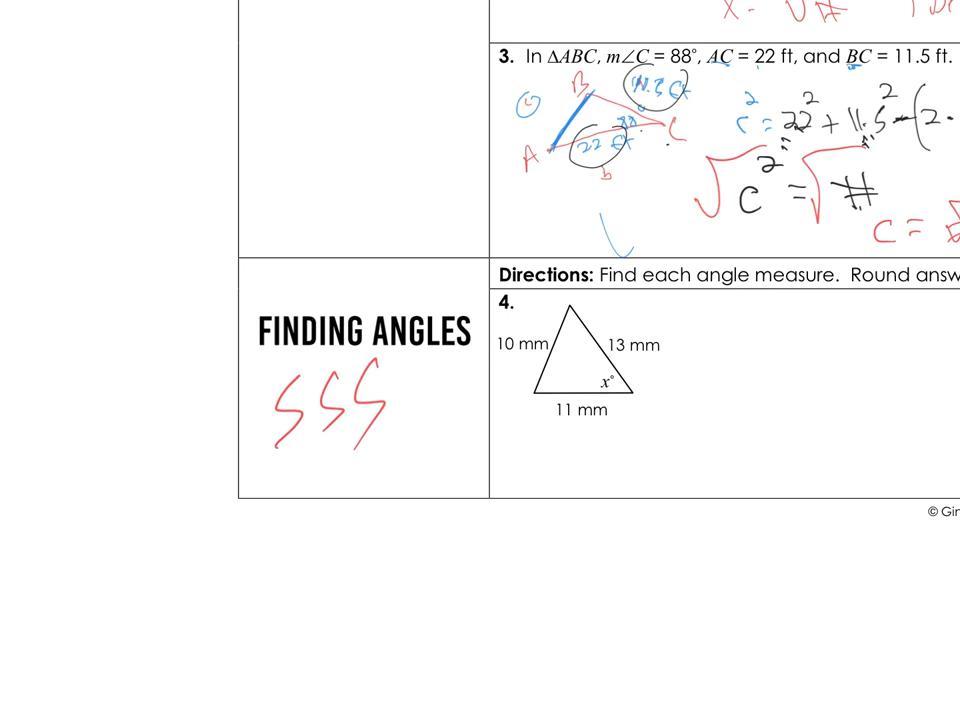 3. In ΔABC, m∠C = 88°, AC = 22 ft, and BC = 11.5 ft.
B
11.5 ft
88°
C
A
22 ft
b
c² = 22² + 11.5² - (2 ·
√c² = √#
c =
Directions: Find each angle measure. Round answ
FINDING ANGLES
SSS
4.
10 mm
13 mm
x°
11 mm
© Gin